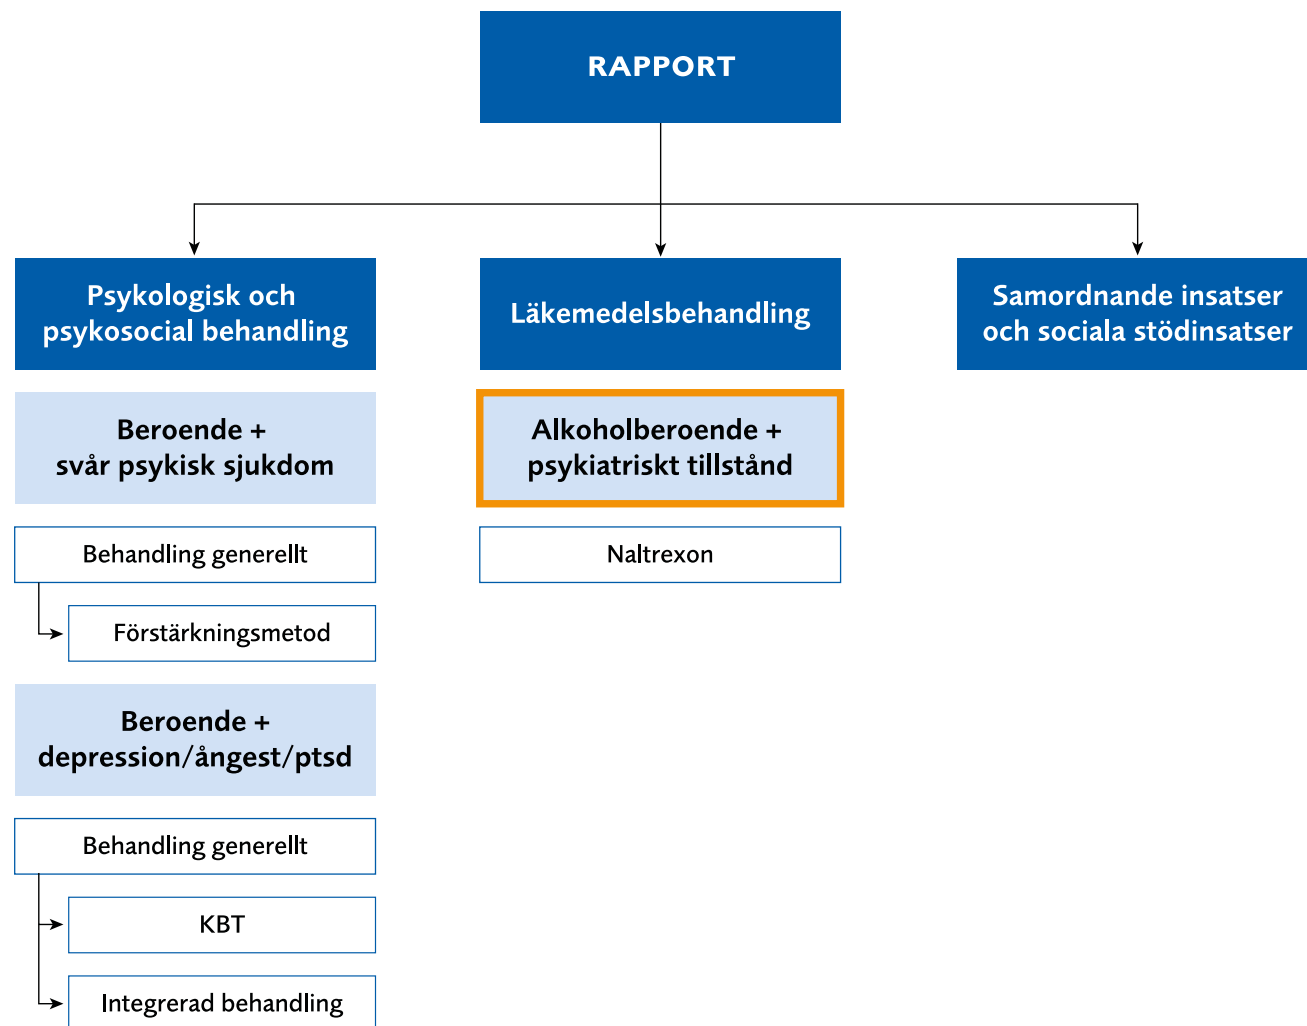 RAPPORT
Psykologisk och
psykosocial behandling
Läkemedelsbehandling
Samordnande insatser
och sociala stödinsatser
Beroende +
svår psykisk sjukdom
Alkoholberoende +
psykiatriskt tillstånd
Behandling generellt
Naltrexon
Förstärkningsmetod
Beroende +
depression/ångest/ptsd
Behandling generellt
KBT
Integrerad behandling